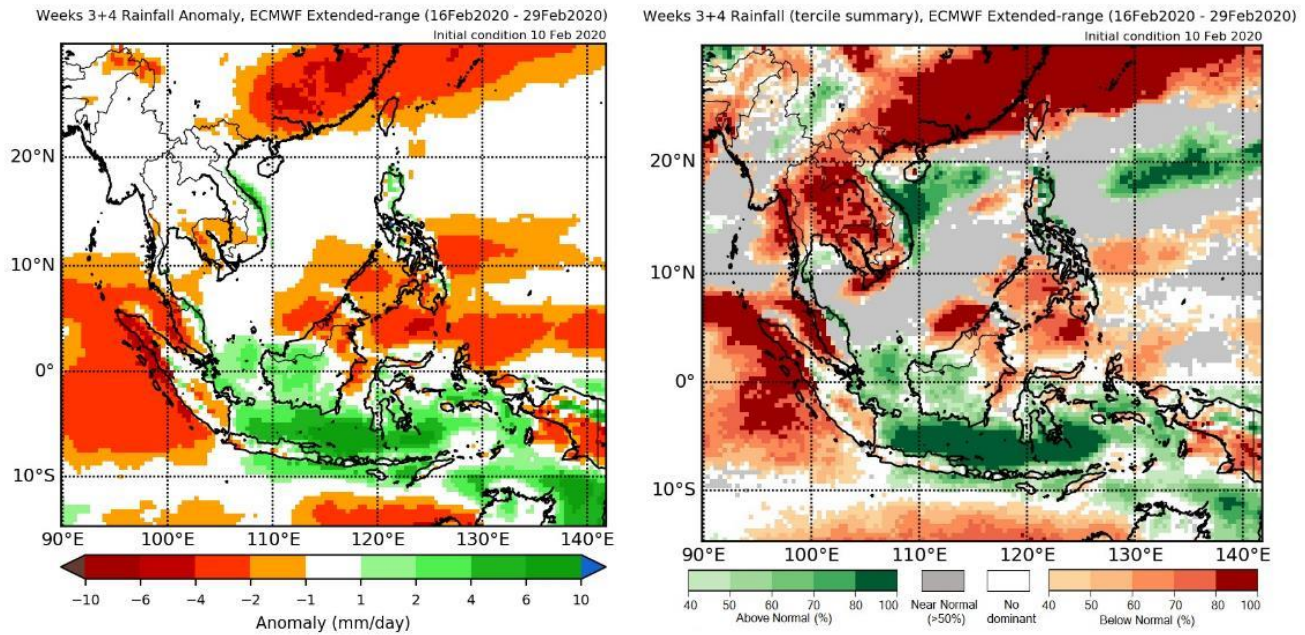 Weeks 3+4 Rainfall Anomaly, ECMWF Extended-range (16Feb2020 - 29Feb2020)
Initial condition 10 Feb 2020
20°N
10°N
0°
10°S
90°E
100°E
110°E
120°E
130°E
140°E
−10
−6
−4
−2
−1
1
2
4
6
10
Anomaly (mm/day)
Weeks 3+4 Rainfall (tercile summary), ECMWF Extended-range (16Feb2020 - 29Feb2020)
Initial condition 10 Feb 2020
20°N
10°N
0°
10°S
90°E
100°E
110°E
120°E
130°E
140°E
40 50 60 70 80 100
Above Normal (%)
Near Normal
(>50%)
No
dominant
40 50 60 70 80 100
Below Normal (%)